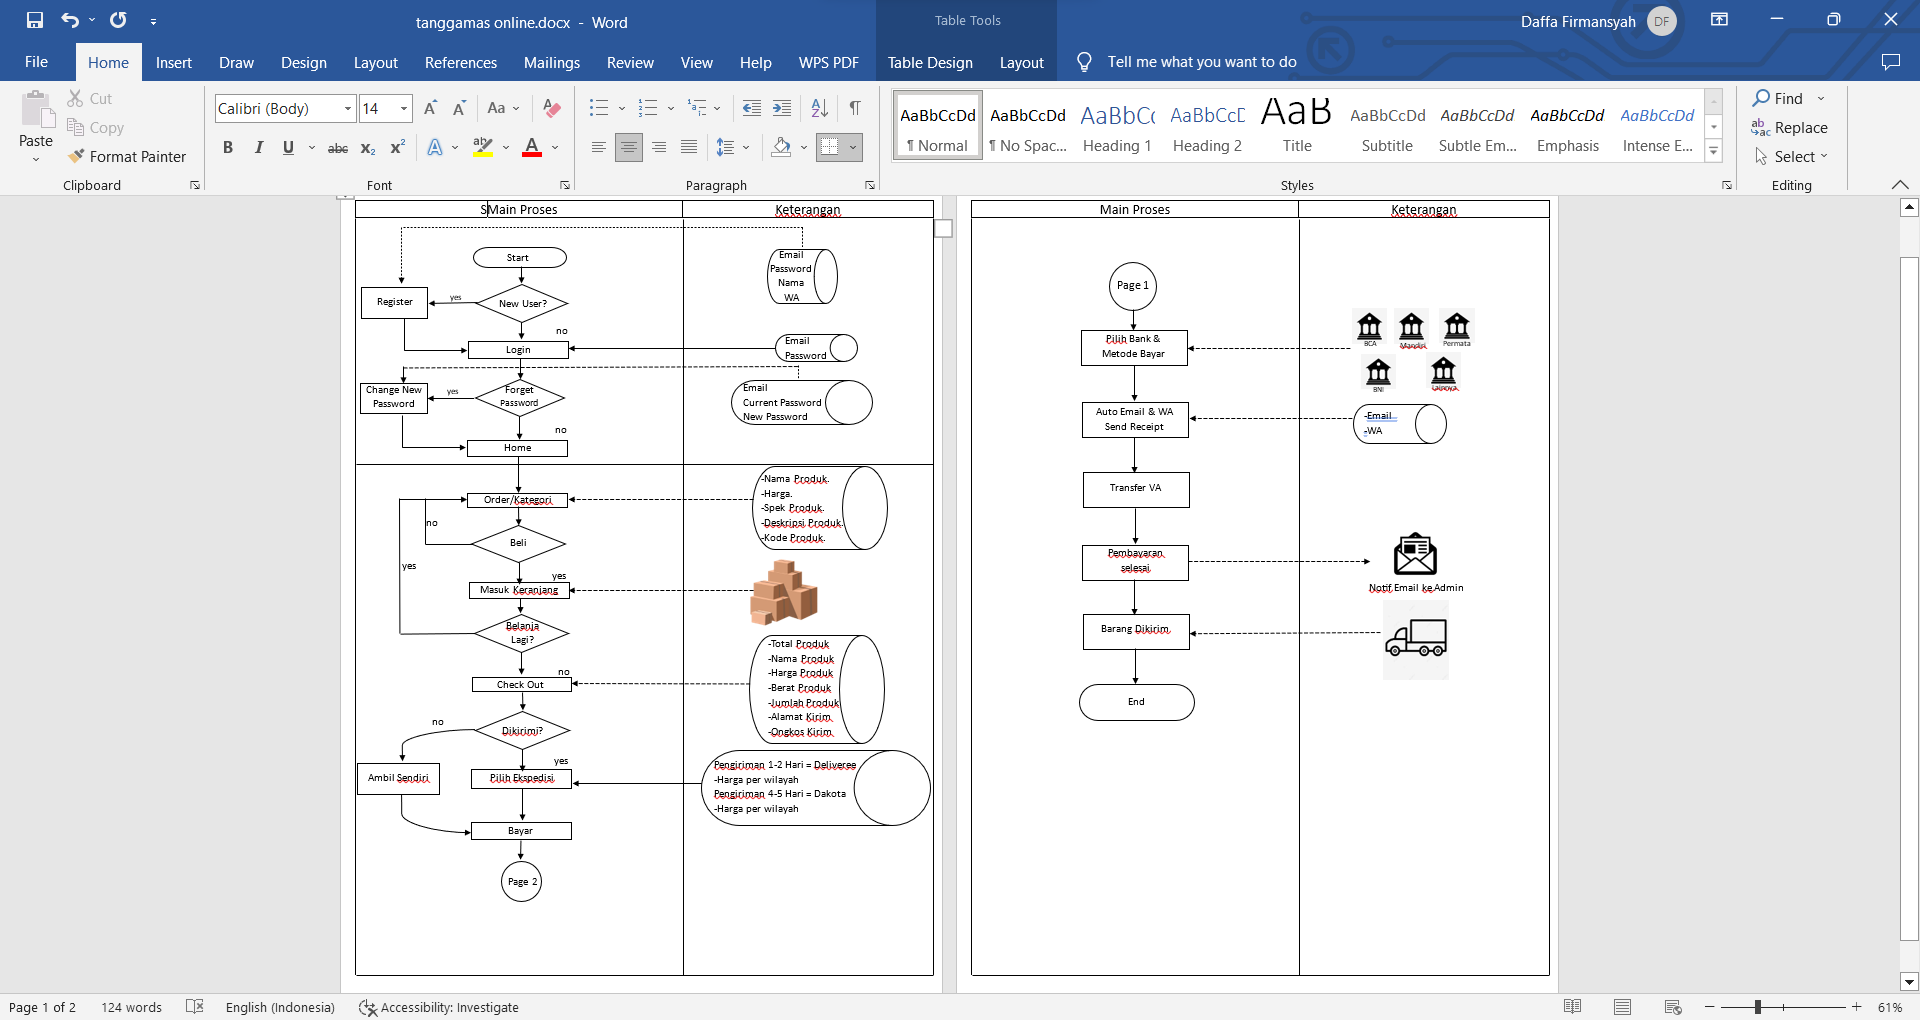 tanggamas online.docx - Word
Table Tools
Daffa Firmansyah
DF
File
Home
Insert
Draw
Design
Layout
References
Mailings
Review
View
Help
WPS PDF
Table Design
Layout
Tell me what you want to do
Paste
Cut
Copy
Format Painter
Clipboard
Calibri (Body)
14
Aa
B I U abc x₂ x²
Font
Paragraph
AaBbCcDd
¶ Normal
AaBbCcDd
¶ No Spac...
AaBbCc
Heading 1
AaBbCcC
Heading 2
AaB
Title
AaBbCcDd
Subtitle
AaBbCcDd
Subtle Em...
AaBbCcDd
Emphasis
AaBbCcDd
Intense E...
Styles
Find
Replace
Select
Editing
SMain Proses
Keterangan
Start
New User?
yes
Register
no
Login
Forget
Password
yes
Change New
Password
no
Home
Email
Password
Nama
WA
Email
Password
Email
Current Password
New Password
Order/Kategori
no
Beli
yes
yes
Masuk Keranjang
Belanja
Lagi?
no
Check Out
no
Dikirimi?
yes
Ambil Sendiri
Pilih Ekspedisi
Bayar
Page 2
-Nama Produk.
-Harga.
-Spek Produk.
-Deskripsi Produk.
-Kode Produk.
-Total Produk
-Nama Produk
-Harga Produk
-Berat Produk
-Jumlah Produk
-Alamat Kirim
-Ongkos Kirim
Pengiriman 1-2 Hari = Deliveree
-Harga per wilayah
Pengiriman 4-5 Hari = Dakota
-Harga per wilayah
Main Proses
Keterangan
Page 1
Pilih Bank &
Metode Bayar
Auto Email & WA
Send Receipt
Transfer VA
Pembayaran
selesai
Barang Dikirim
End
BCA
Mandiri
Permata
BNI
Lainnya
-Email
-WA
Notif Email ke Admin
Page 1 of 2
124 words
English (Indonesia)
Accessibility: Investigate
61%